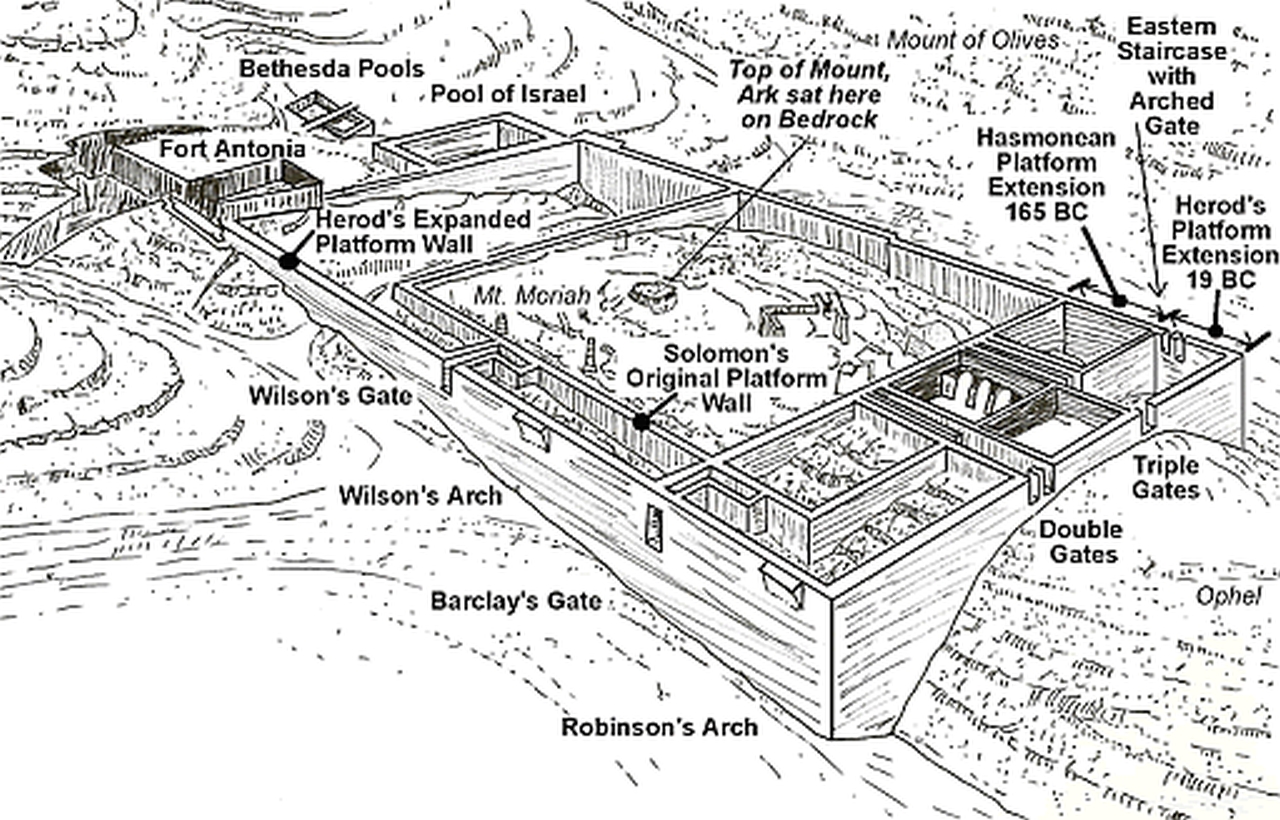 Mount of Olives
Eastern
Staircase
with
Arched
Gate
Bethesda Pools
Pool of Israel
Top of Mount,
Ark sat here
on Bedrock
Hasmonean
Platform
Extension
165 BC
Herod's
Platform
Extension
19 BC
Fort Antonia
Herod's Expanded
Platform Wall
Mt. Moriah
Solomon's
Original Platform
Wall
Wilson's Gate
Wilson's Arch
Triple
Gates
Double
Gates
Ophel
Barclay's Gate
Robinson's Arch